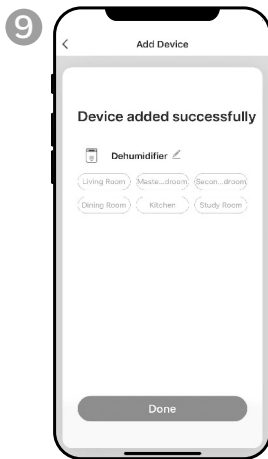 9
Add Device
Device added successfully
Dehumidifier
Living Room Maste...droom Secon...droom
Dining Room Kitchen Study Room
Done